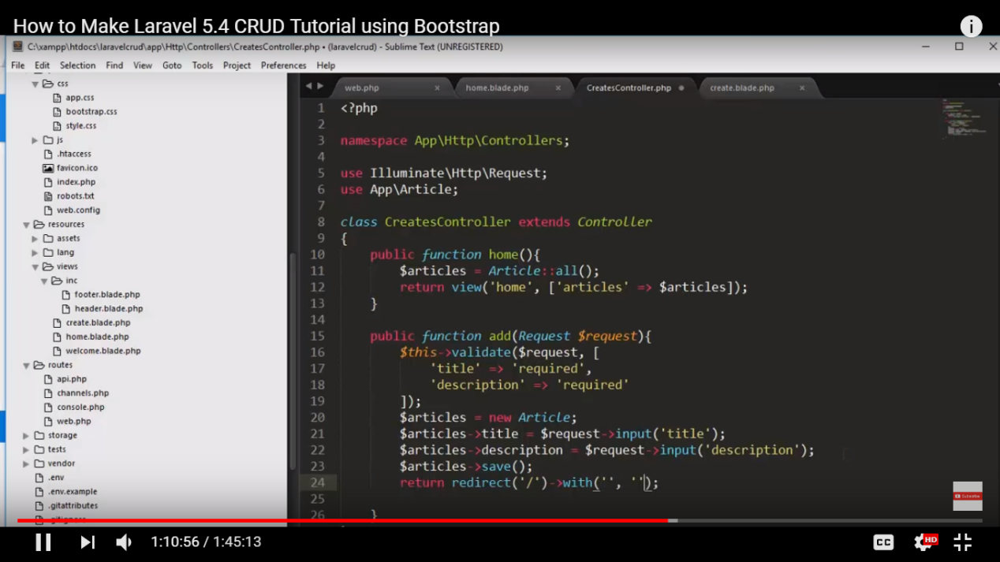 How to Make Laravel 5.4 CRUD Tutorial using Bootstrap
C:\xampp\htdocs\laravelcrud\app\Http\Controllers\CreatesController.php • (laravelcrud) - Sublime Text (UNREGISTERED)
File Edit Selection Find View Goto Tools Project Preferences Help
css
app.css
bootstrap.css
style.css
js
.htaccess
favicon.ico
index.php
robots.txt
web.config
resources
assets
lang
views
inc
footer.blade.php
header.blade.php
create.blade.php
home.blade.php
welcome.blade.php
routes
api.php
channels.php
console.php
web.php
storage
tests
vendor
.env
.env.example
.gitattributes
.gitignore
web.php × home.blade.php × CreatesController.php • create.blade.php ×
1 <?php
2
3 namespace App\Http\Controllers;
4
5 use Illuminate\Http\Request;
6 use App\Article;
7
8 class CreatesController extends Controller
9 {
10 public function home(){
11 $articles = Article::all();
12 return view('home', ['articles' => $articles]);
13 }
14
15 public function add(Request $request){
16 $this->validate($request, [
17 'title' => 'required',
18 'description' => 'required'
19 ]);
20 $articles = new Article;
21 $articles->title = $request->input('title');
22 $articles->description = $request->input('description');
23 $articles->save();
24 return redirect('/')->with('', '');
25
26 }
Subscribe
1:10:56 / 1:45:13
CC
HD